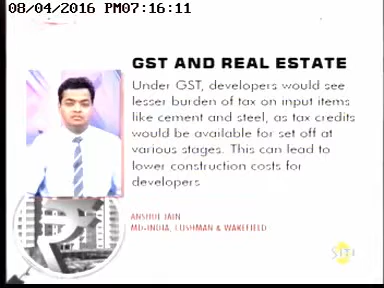 08/04/2016 PM07:16:11
GST AND REAL ESTATE
Under GST, developers would see
lesser burden of tax on input items
like cement and steel, as tax credits
would be available for set off at
various stages. This can lead to
lower construction costs for
developers
ANSHUL JAIN
MD-INDIA, CUSHMAN & WAKEFIELD
SITI